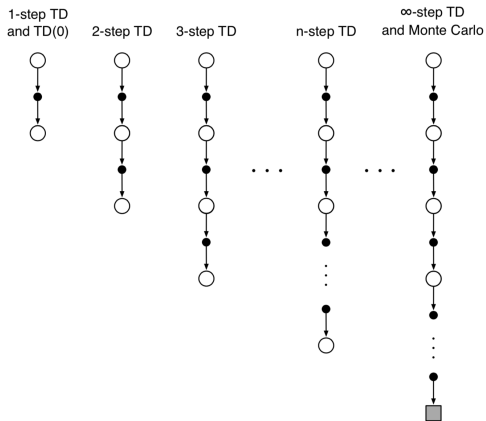 1-step TD
and TD(0)
2-step TD
3-step TD
n-step TD
∞-step TD
and Monte Carlo